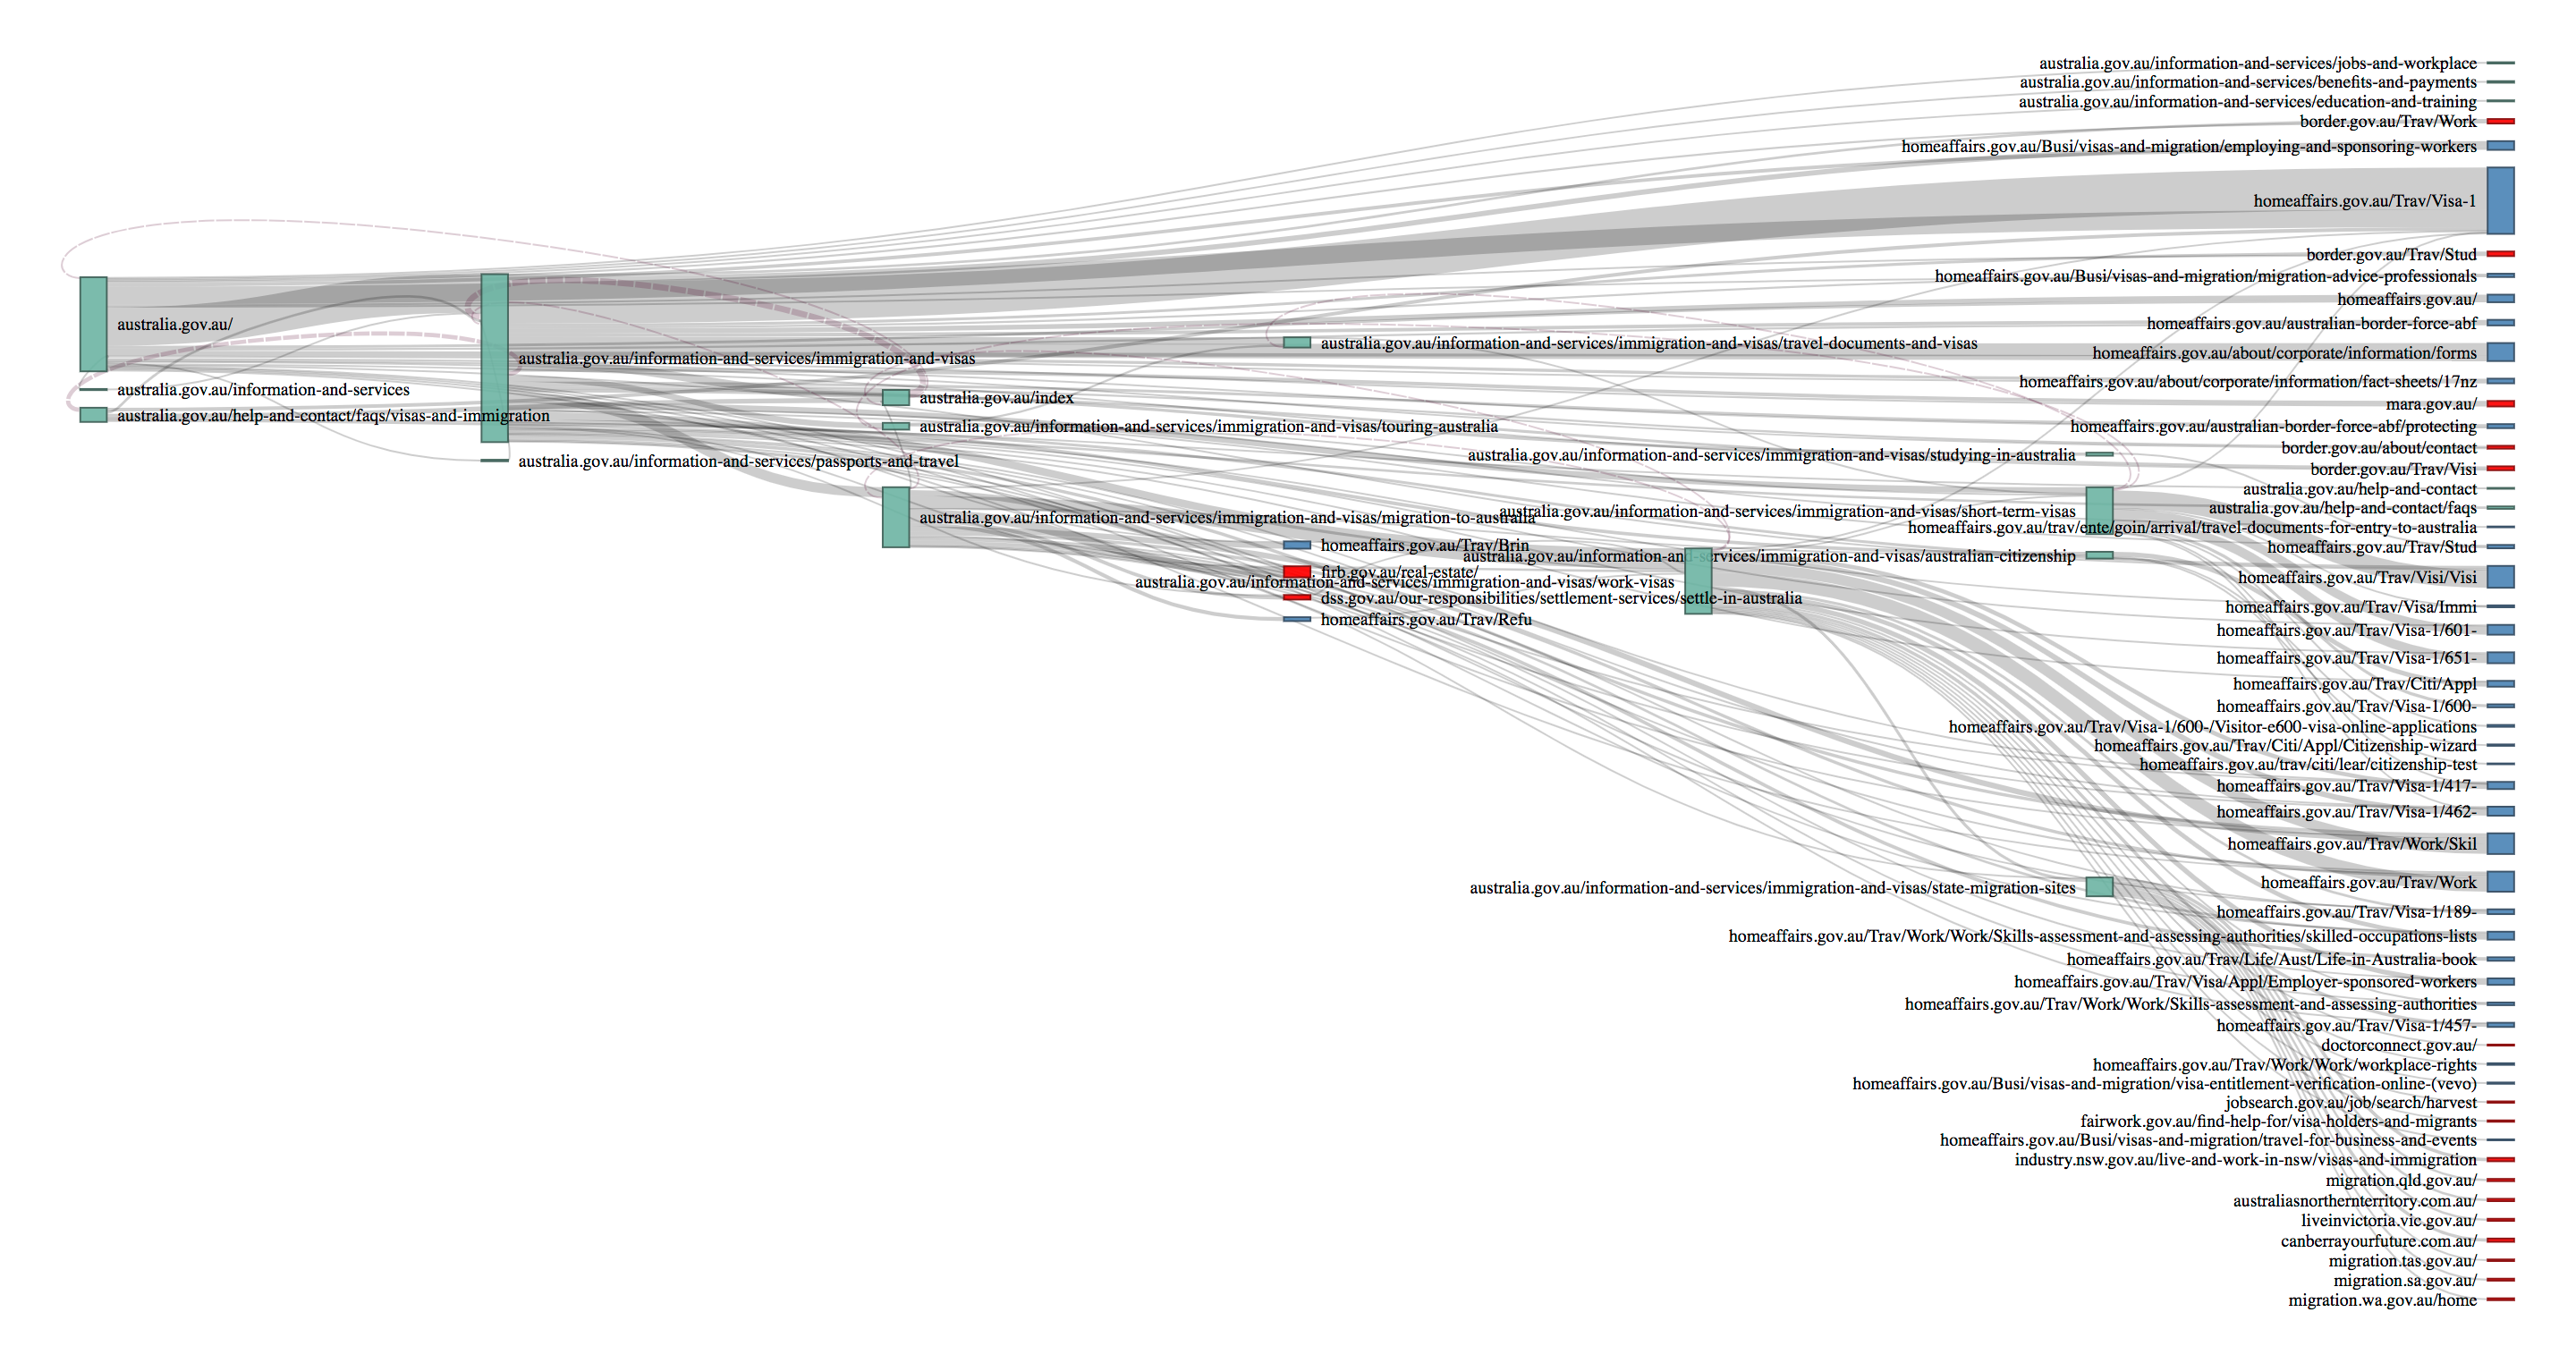 australia.gov.au/
australia.gov.au/information-and-services
australia.gov.au/help-and-contact/faqs/visas-and-immigration
australia.gov.au/information-and-services/immigration-and-visas
australia.gov.au/information-and-services/passports-and-travel
australia.gov.au/index
australia.gov.au/information-and-services/immigration-and-visas/touring-australia
australia.gov.au/information-and-services/immigration-and-visas/migration-to-australia
australia.gov.au/information-and-services/immigration-and-visas/travel-documents-and-visas
homeaffairs.gov.au/Trav/Brin
firb.gov.au/real-estate/
dss.gov.au/our-responsibilities/settlement-services/settle-in-australia
homeaffairs.gov.au/Trav/Refu
australia.gov.au/information-and-services/immigration-and-visas/work-visas
australia.gov.au/information-and-services/immigration-and-visas/studying-in-australia
australia.gov.au/information-and-services/immigration-and-visas/short-term-visas
australia.gov.au/information-and-services/immigration-and-visas/australian-citizenship
australia.gov.au/information-and-services/immigration-and-visas/state-migration-sites
australia.gov.au/information-and-services/jobs-and-workplace
australia.gov.au/information-and-services/benefits-and-payments
australia.gov.au/information-and-services/education-and-training
border.gov.au/Trav/Work
homeaffairs.gov.au/Busi/visas-and-migration/employing-and-sponsoring-workers
homeaffairs.gov.au/Trav/Visa-1
border.gov.au/Trav/Stud
homeaffairs.gov.au/Busi/visas-and-migration/migration-advice-professionals
homeaffairs.gov.au/
homeaffairs.gov.au/australian-border-force-abf
homeaffairs.gov.au/about/corporate/information/forms
homeaffairs.gov.au/about/corporate/information/fact-sheets/17nz
mara.gov.au/
homeaffairs.gov.au/australian-border-force-abf/protecting
border.gov.au/about/contact
border.gov.au/Trav/Visi
australia.gov.au/help-and-contact
australia.gov.au/help-and-contact/faqs
homeaffairs.gov.au/trav/ente/goin/arrival/travel-documents-for-entry-to-australia
homeaffairs.gov.au/Trav/Stud
homeaffairs.gov.au/Trav/Visi/Visi
homeaffairs.gov.au/Trav/Visa/Immi
homeaffairs.gov.au/Trav/Visa-1/601-
homeaffairs.gov.au/Trav/Visa-1/651-
homeaffairs.gov.au/Trav/Citi/Appl
homeaffairs.gov.au/Trav/Visa-1/600-
homeaffairs.gov.au/Trav/Visa-1/600-/Visitor-e600-visa-online-applications
homeaffairs.gov.au/Trav/Citi/Appl/Citizenship-wizard
homeaffairs.gov.au/trav/citi/lear/citizenship-test
homeaffairs.gov.au/Trav/Visa-1/417-
homeaffairs.gov.au/Trav/Visa-1/462-
homeaffairs.gov.au/Trav/Work/Skil
homeaffairs.gov.au/Trav/Work
homeaffairs.gov.au/Trav/Visa-1/189-
homeaffairs.gov.au/Trav/Work/Work/Skills-assessment-and-assessing-authorities/skilled-occupations-lists
homeaffairs.gov.au/Trav/Life/Aust/Life-in-Australia-book
homeaffairs.gov.au/Trav/Visa/Appl/Employer-sponsored-workers
homeaffairs.gov.au/Trav/Work/Work/Skills-assessment-and-assessing-authorities
homeaffairs.gov.au/Trav/Visa-1/457-
doctorconnect.gov.au/
homeaffairs.gov.au/Trav/Work/Work/workplace-rights
homeaffairs.gov.au/Busi/visas-and-migration/visa-entitlement-verification-online-(vevo)
jobsearch.gov.au/job/search/harvest
fairwork.gov.au/find-help-for/visa-holders-and-migrants
homeaffairs.gov.au/Busi/visas-and-migration/travel-for-business-and-events
industry.nsw.gov.au/live-and-work-in-nsw/visas-and-immigration
migration.qld.gov.au/
australiasnorthernterritory.com.au/
liveinvictoria.vic.gov.au/
canberrayourfuture.com.au/
migration.tas.gov.au/
migration.sa.gov.au/
migration.wa.gov.au/home